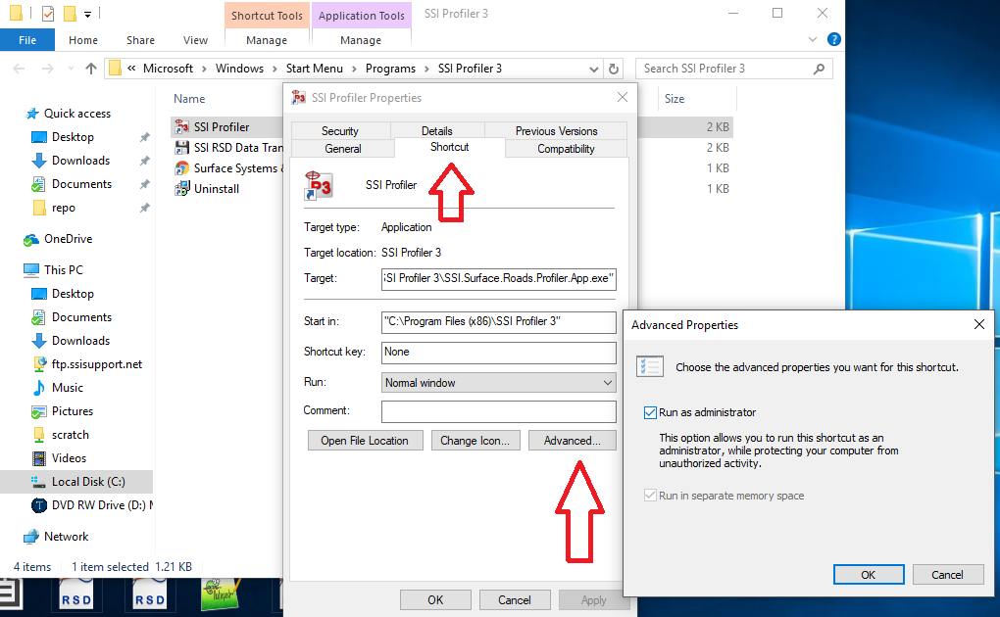 Shortcut Tools
Application Tools
SSI Profiler 3
File
Home
Share
View
Manage
Manage
?
« Microsoft > Windows > Start Menu > Programs > SSI Profiler 3
Search SSI Profiler 3
Quick access
Desktop
Downloads
Documents
repo
OneDrive
This PC
Desktop
Documents
Downloads
ftp.ssisupport.net
Music
Pictures
scratch
Videos
Local Disk (C:)
DVD RW Drive (D:)
Network
Name
Size
SSI Profiler
2 KB
SSI RSD Data Tran
2 KB
Surface Systems &
1 KB
Uninstall
1 KB
4 items
1 item selected 1.21 KB
SSI Profiler Properties
Security
Details
Previous Versions
General
Shortcut
Compatibility
P3
SSI Profiler
Target type: Application
Target location: SSI Profiler 3
Target: SI Profiler 3\SSI.Surface.Roads.Profiler.App.exe"
Start in: "C:\Program Files (x86)\SSI Profiler 3"
Shortcut key: None
Run: Normal window
Comment:
Open File Location
Change Icon...
Advanced...
OK
Cancel
Apply
Advanced Properties
Choose the advanced properties you want for this shortcut.
Run as administrator
This option allows you to run this shortcut as an
administrator, while protecting your computer from
unauthorized activity.
Run in separate memory space
OK
Cancel
RSD
RSD